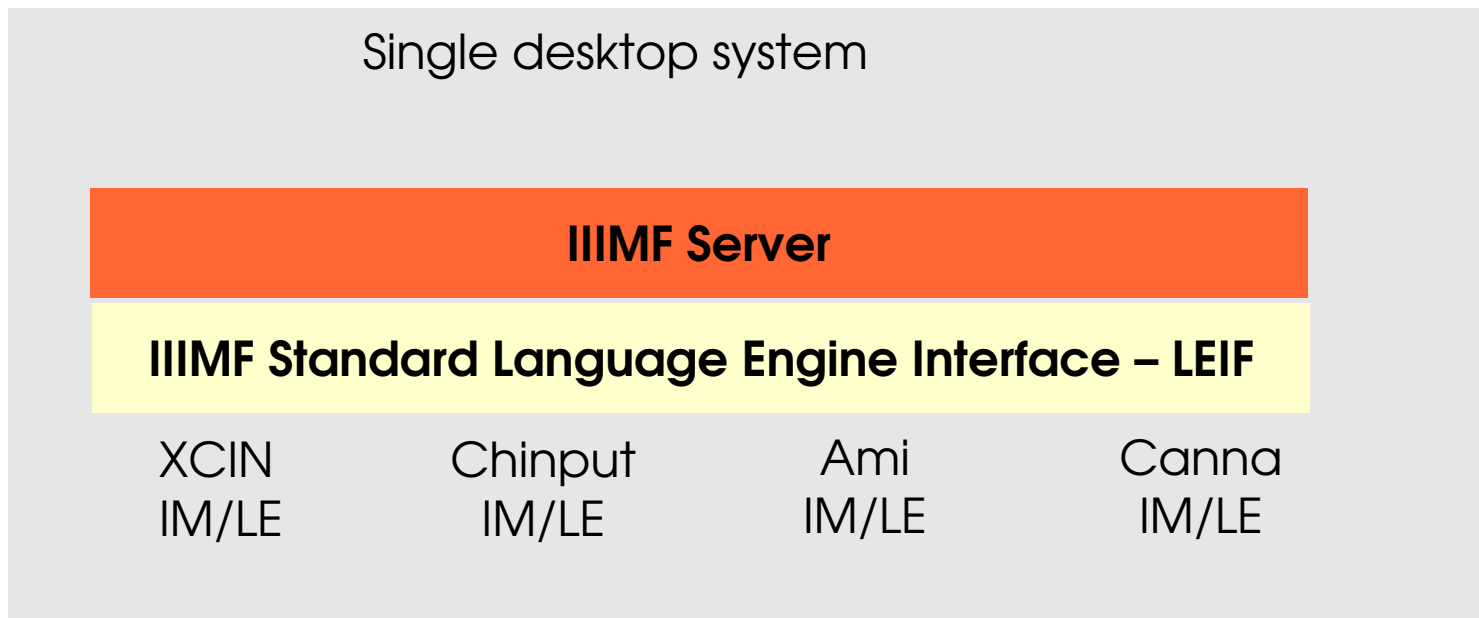 Single desktop system
IIIMF Server
IIIMF Standard Language Engine Interface – LEIF
XCIN Chinput Ami Canna
IM/LE IM/LE IM/LE IM/LE